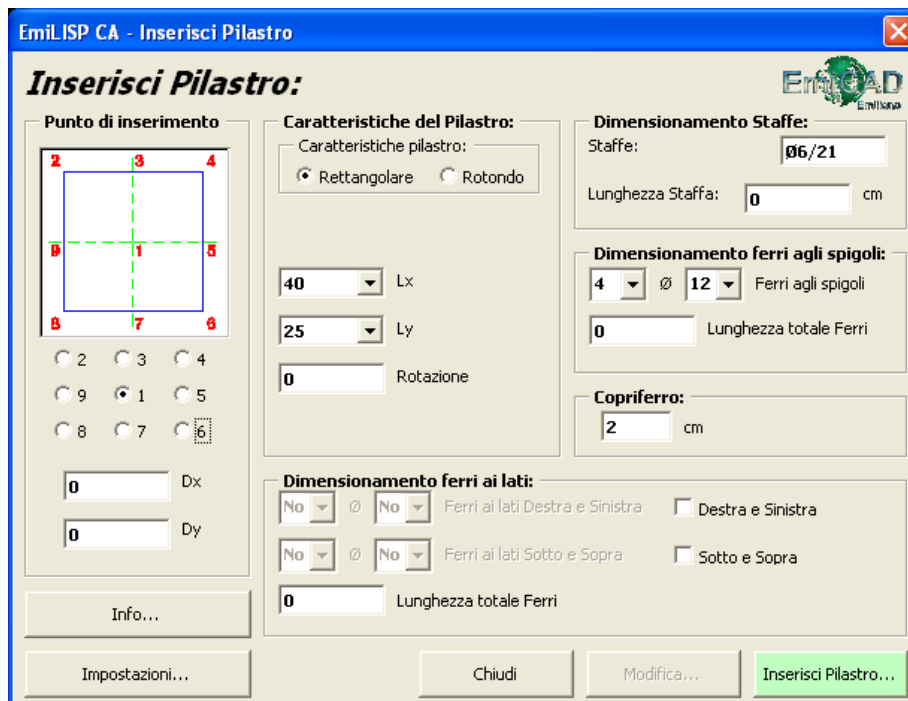 EmiLISP CA - Inserisci Pilastro
Inserisci Pilastro:
EmiCAD
Emiliano
Punto di inserimento
2 3 4
9 1 5
8 7 6
2 3 4
9 1 5
8 7 6
0 Dx
0 Dy
Info...
Impostazioni...
Caratteristiche del Pilastro:
Caratteristiche pilastro:
Rettangolare Rotondo
40 Lx
25 Ly
0 Rotazione
Dimensionamento Staffe:
Staffe: Ø6/21
Lunghezza Staffa: 0 cm
Dimensionamento ferri agli spigoli:
4 Ø 12 Ferri agli spigoli
0 Lunghezza totale Ferri
Copriferro:
2 cm
Dimensionamento ferri ai lati:
No Ø No Ferri ai lati Destra e Sinistra Destra e Sinistra
No Ø No Ferri ai lati Sotto e Sopra Sotto e Sopra
0 Lunghezza totale Ferri
Chiudi
Modifica...
Inserisci Pilastro...